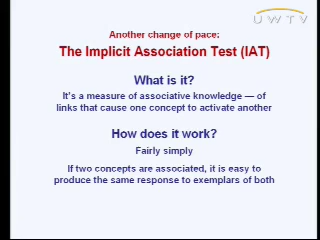 UWTV
Another change of pace:
The Implicit Association Test (IAT)
What is it?
It's a measure of associative knowledge — of
links that cause one concept to activate another
How does it work?
Fairly simply
If two concepts are associated, it is easy to
produce the same response to exemplars of both